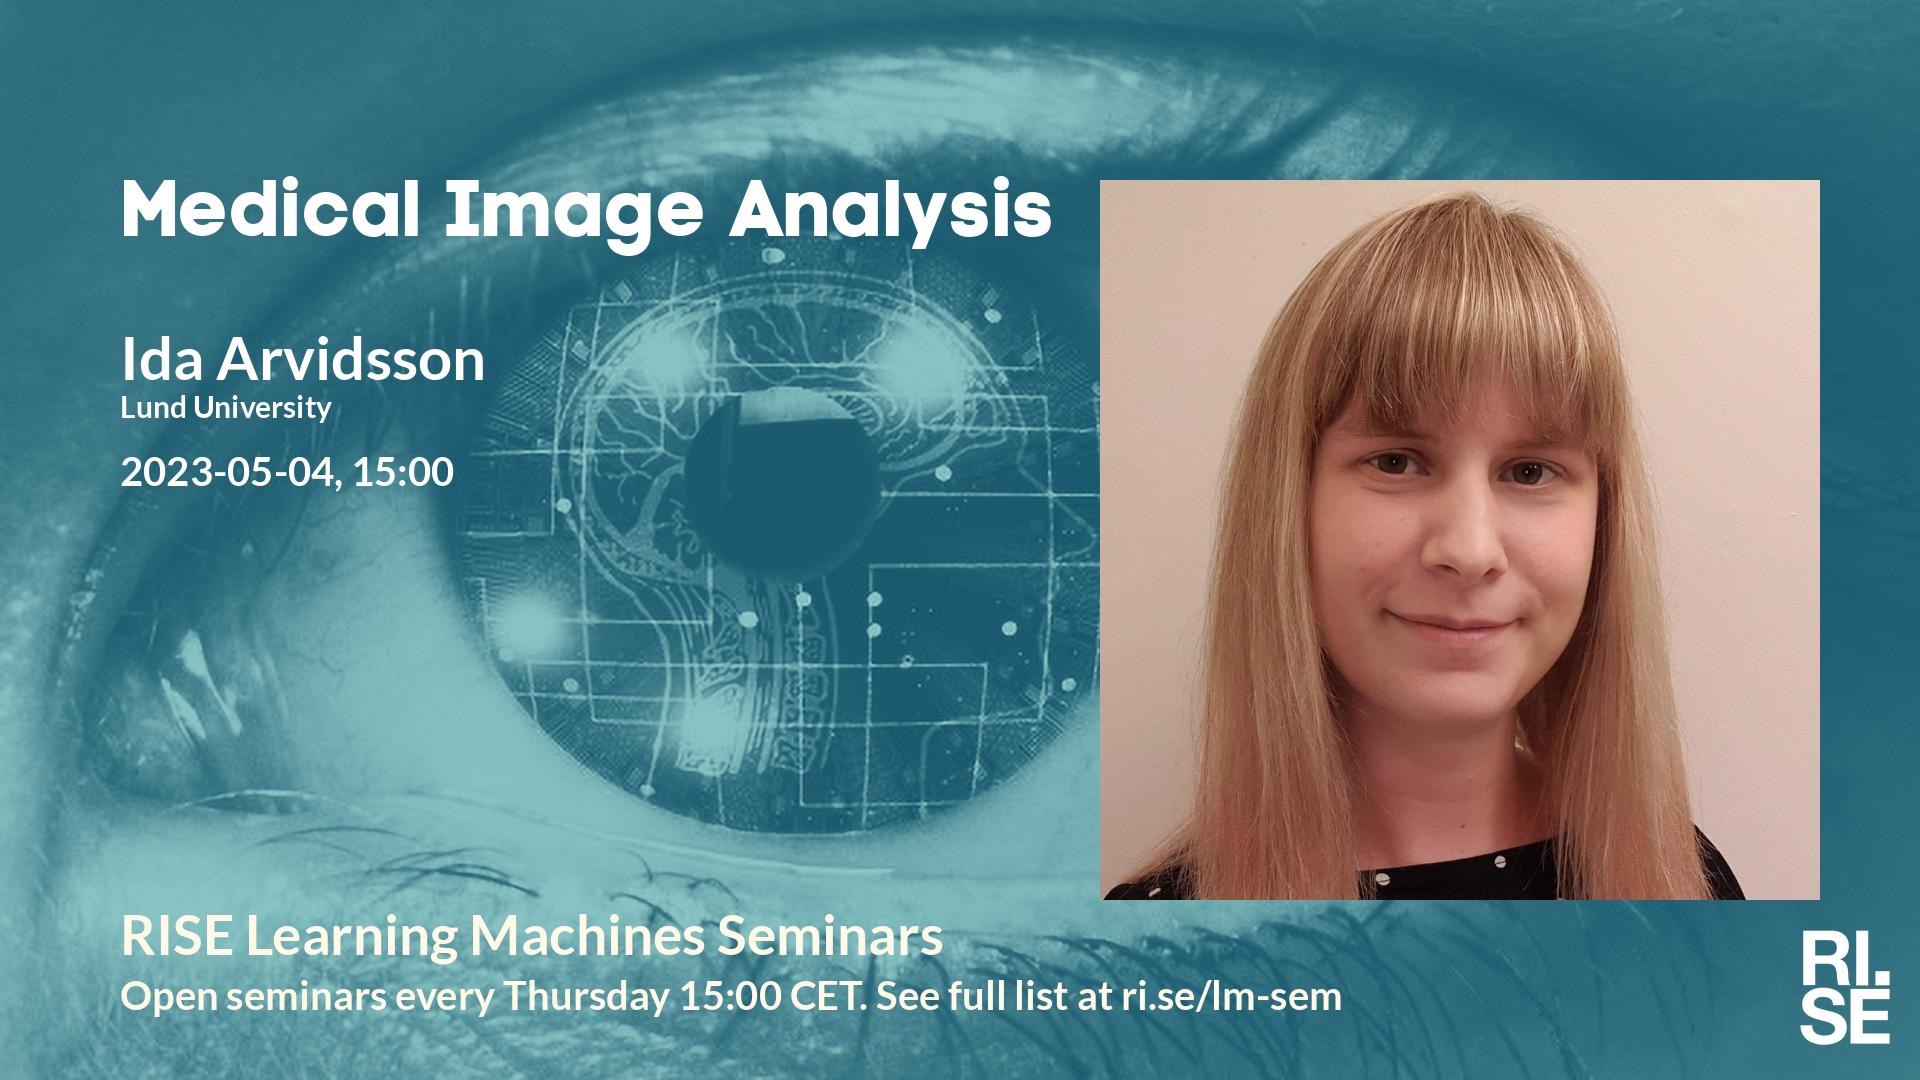 Medical Image Analysis
Ida Arvidsson
Lund University
2023-05-04, 15:00
RISE Learning Machines Seminars
Open seminars every Thursday 15:00 CET. See full list at ri.se/lm-sem
RI.
SE